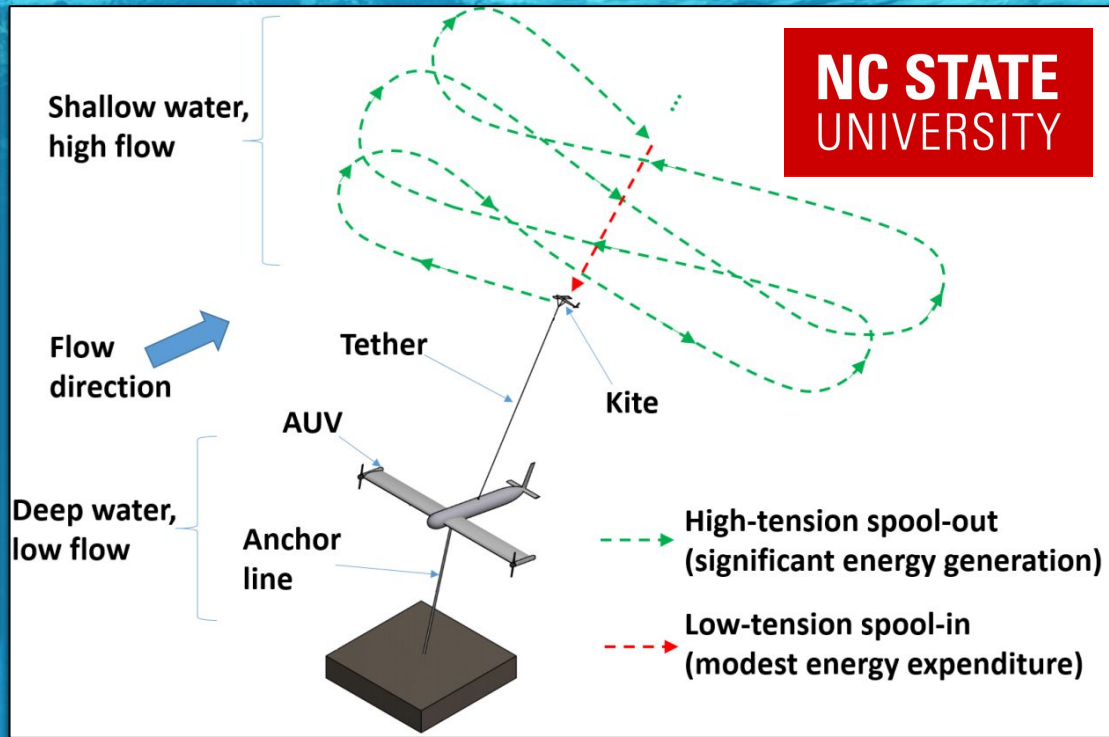 Shallow water,
high flow
NC STATE
UNIVERSITY
...
Flow
direction
Tether
Kite
AUV
Deep water,
low flow
Anchor
line
High-tension spool-out
(significant energy generation)
Low-tension spool-in
(modest energy expenditure)